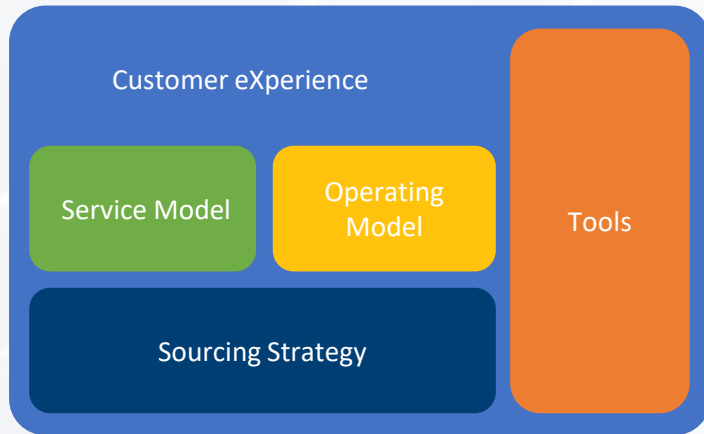 Customer eXperience
Service Model
Operating
Model
Tools
Sourcing Strategy